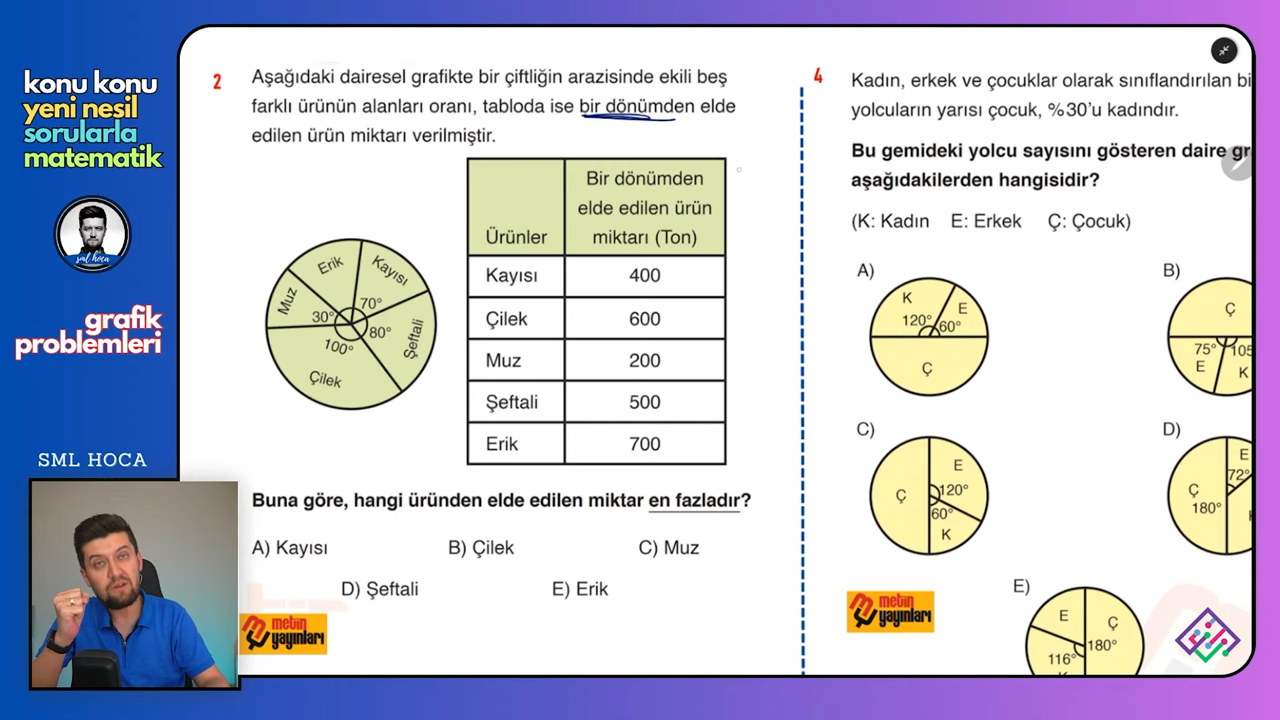 konu konu
yeni nesil
sorularla
matematik
sml hoca
grafik
problemleri
SML HOCA
2
Aşağıdaki dairesel grafikte bir çiftliğin arazisinde ekili beş
farklı ürünün alanları oranı, tabloda ise bir dönümden elde
edilen ürün miktarı verilmiştir.
Erik
Kayısı
Muz
Şeftali
Çilek
70°
30°
80°
100°
Ürünler
Bir dönümden
elde edilen ürün
miktarı (Ton)
Kayısı 400
Çilek 600
Muz 200
Şeftali 500
Erik 700
Buna göre, hangi üründen elde edilen miktar en fazladır?
A) Kayısı B) Çilek C) Muz
D) Şeftali E) Erik
metin
yayınları
4
Kadın, erkek ve çocuklar olarak sınıflandırılan bi
yolcuların yarısı çocuk, %30'u kadındır.
Bu gemideki yolcu sayısını gösteren daire gr
aşağıdakilerden hangisidir?
(K: Kadın E: Erkek Ç: Çocuk)
A)
K
E
120° 60°
Ç
B)
Ç
75° 105
E
K
C)
E
Ç
120°
60°
K
D)
E
72°
Ç
180°
E)
E
Ç
180°
116°
metin
yayınları